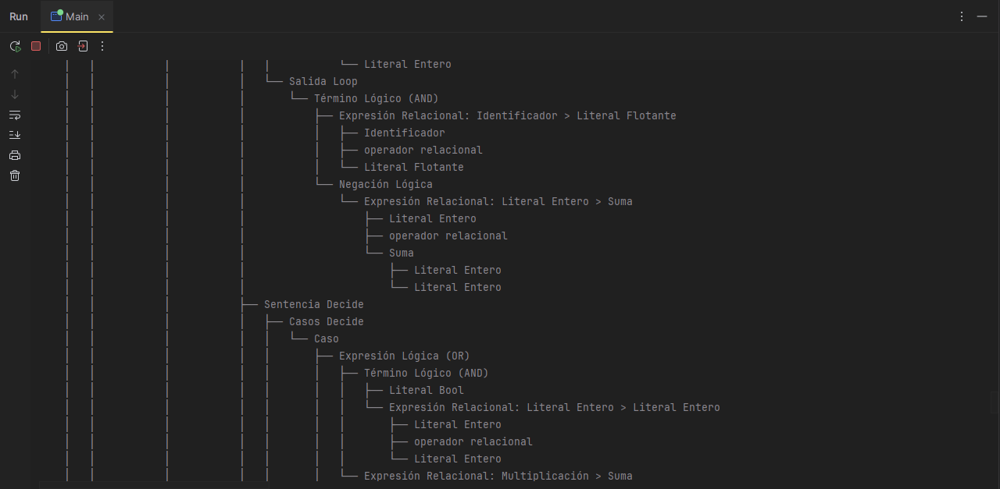 Run Main
Literal Entero
Salida Loop
Término Lógico (AND)
Expresión Relacional: Identificador > Literal Flotante
Identificador
operador relacional
Literal Flotante
Negación Lógica
Expresión Relacional: Literal Entero > Suma
Literal Entero
operador relacional
Suma
Literal Entero
Literal Entero
Sentencia Decide
Casos Decide
Caso
Expresión Lógica (OR)
Término Lógico (AND)
Literal Bool
Expresión Relacional: Literal Entero > Literal Entero
Literal Entero
operador relacional
Literal Entero
Expresión Relacional: Multiplicación > Suma